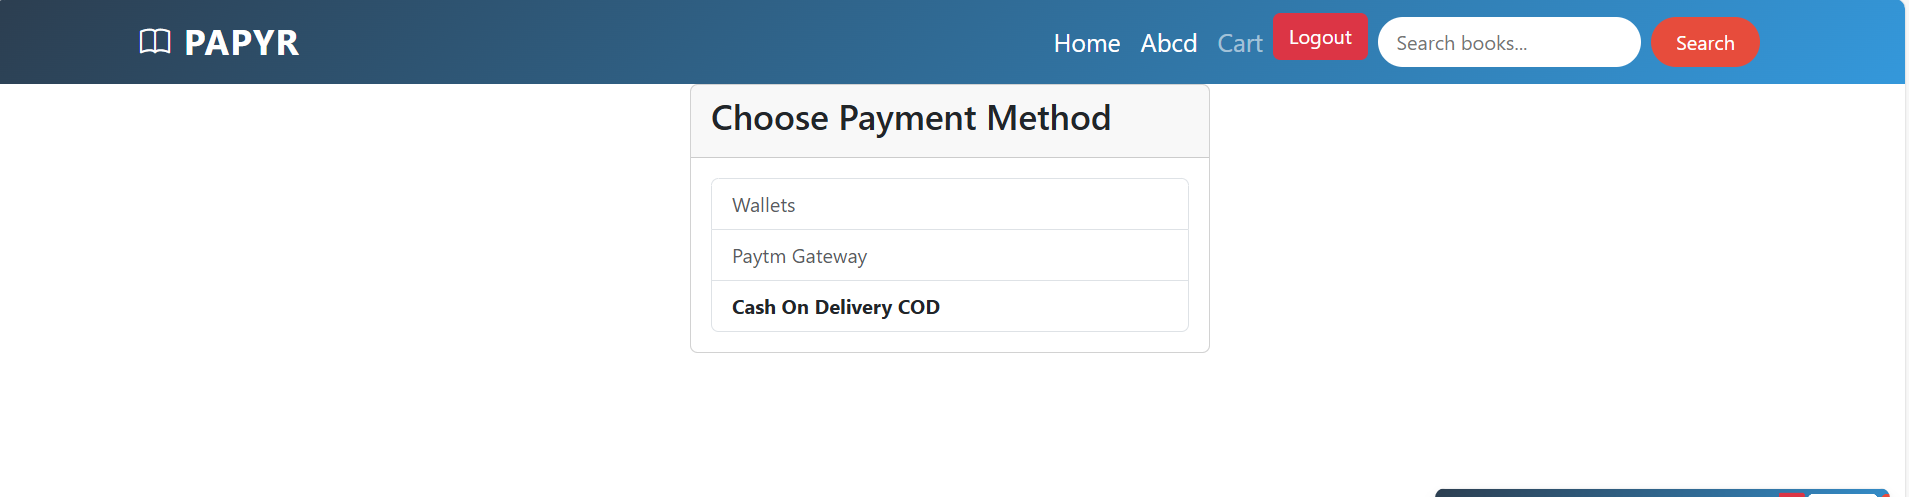 PAPYR
Home Abcd Cart Logout Search books... Search
Choose Payment Method
Wallets
Paytm Gateway
Cash On Delivery COD